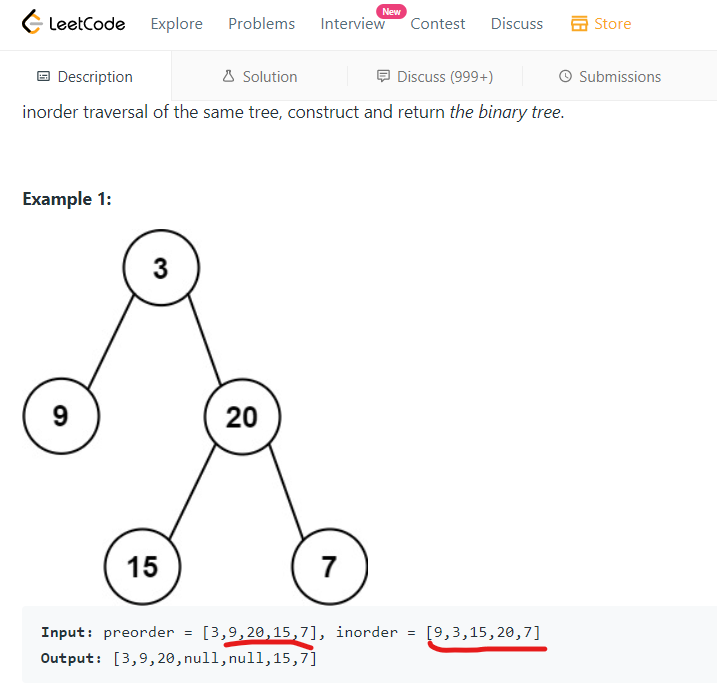 LeetCode Explore Problems Interview New Contest Discuss Store
Description Solution Discuss (999+) Submissions
inorder traversal of the same tree, construct and return the binary tree.
Example 1:
3
9 20
15 7
Input: preorder = [3,9,20,15,7], inorder = [9,3,15,20,7]
Output: [3,9,20,null,null,15,7]